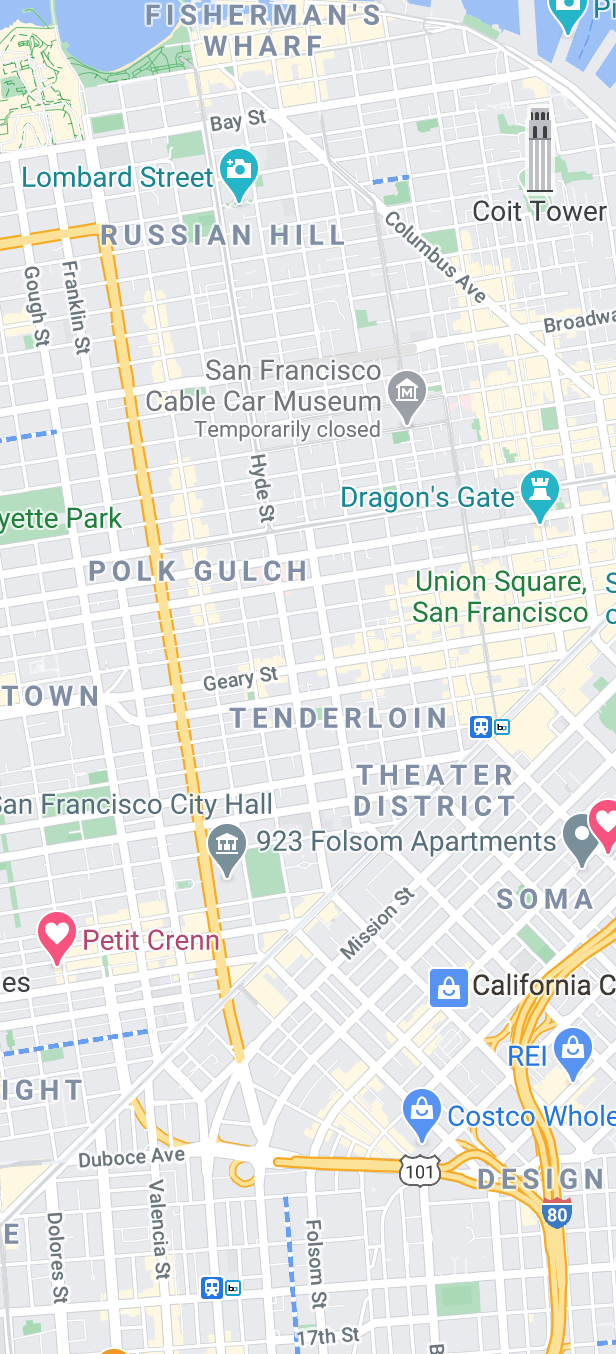 FISHERMAN'S
WHARF
Bay St
Lombard Street
Coit Tower
RUSSIAN HILL
Columbus Ave
Gough St
Franklin St
Broadwa
San Francisco
Cable Car Museum
Temporarily closed
Hyde St
Dragon's Gate
yette Park
POLK GULCH
Union Square,
San Francisco
Geary St
TOWN
TENDERLOIN
THEATER
DISTRICT
San Francisco City Hall
923 Folsom Apartments
SOMA
Mission St
Petit Crenn
es
California C
REI
IGHT
Costco Whole
Duboce Ave
101
DESIGN
80
Valencia St
Dolores St
Folsom St
E
17th St